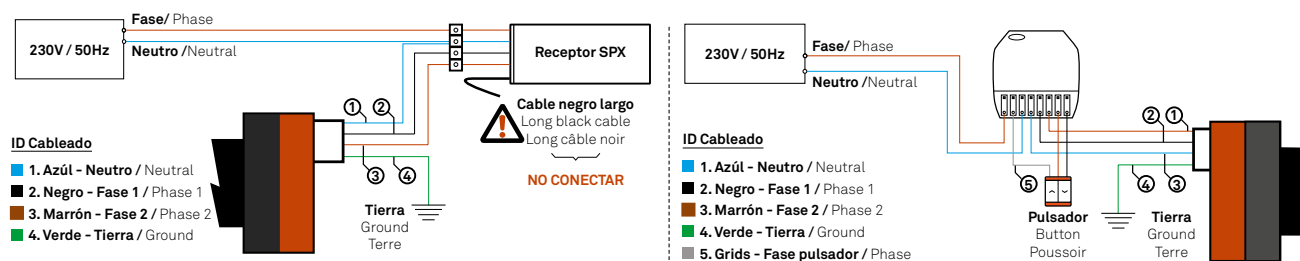 Fase/ Phase
230V / 50Hz
Neutro /Neutral
Receptor SPX
Cable negro largo
Long black cable
Long câble noir
NO CONECTAR
1
2
3
4
ID Cableado
1. Azúl - Neutro / Neutral
2. Negro - Fase 1 / Phase 1
3. Marrón - Fase 2 / Phase 2
4. Verde - Tierra / Ground
Tierra
Ground
Terre
230V / 50Hz
Fase/ Phase
Neutro /Neutral
2
1
5
4
3
ID Cableado
1. Azúl - Neutro / Neutral
2. Negro - Fase 1 / Phase 1
3. Marrón - Fase 2 / Phase 2
4. Verde - Tierra / Ground
5. Grids - Fase pulsador / Phase
Pulsador
Button
Poussoir
Tierra
Ground
Terre